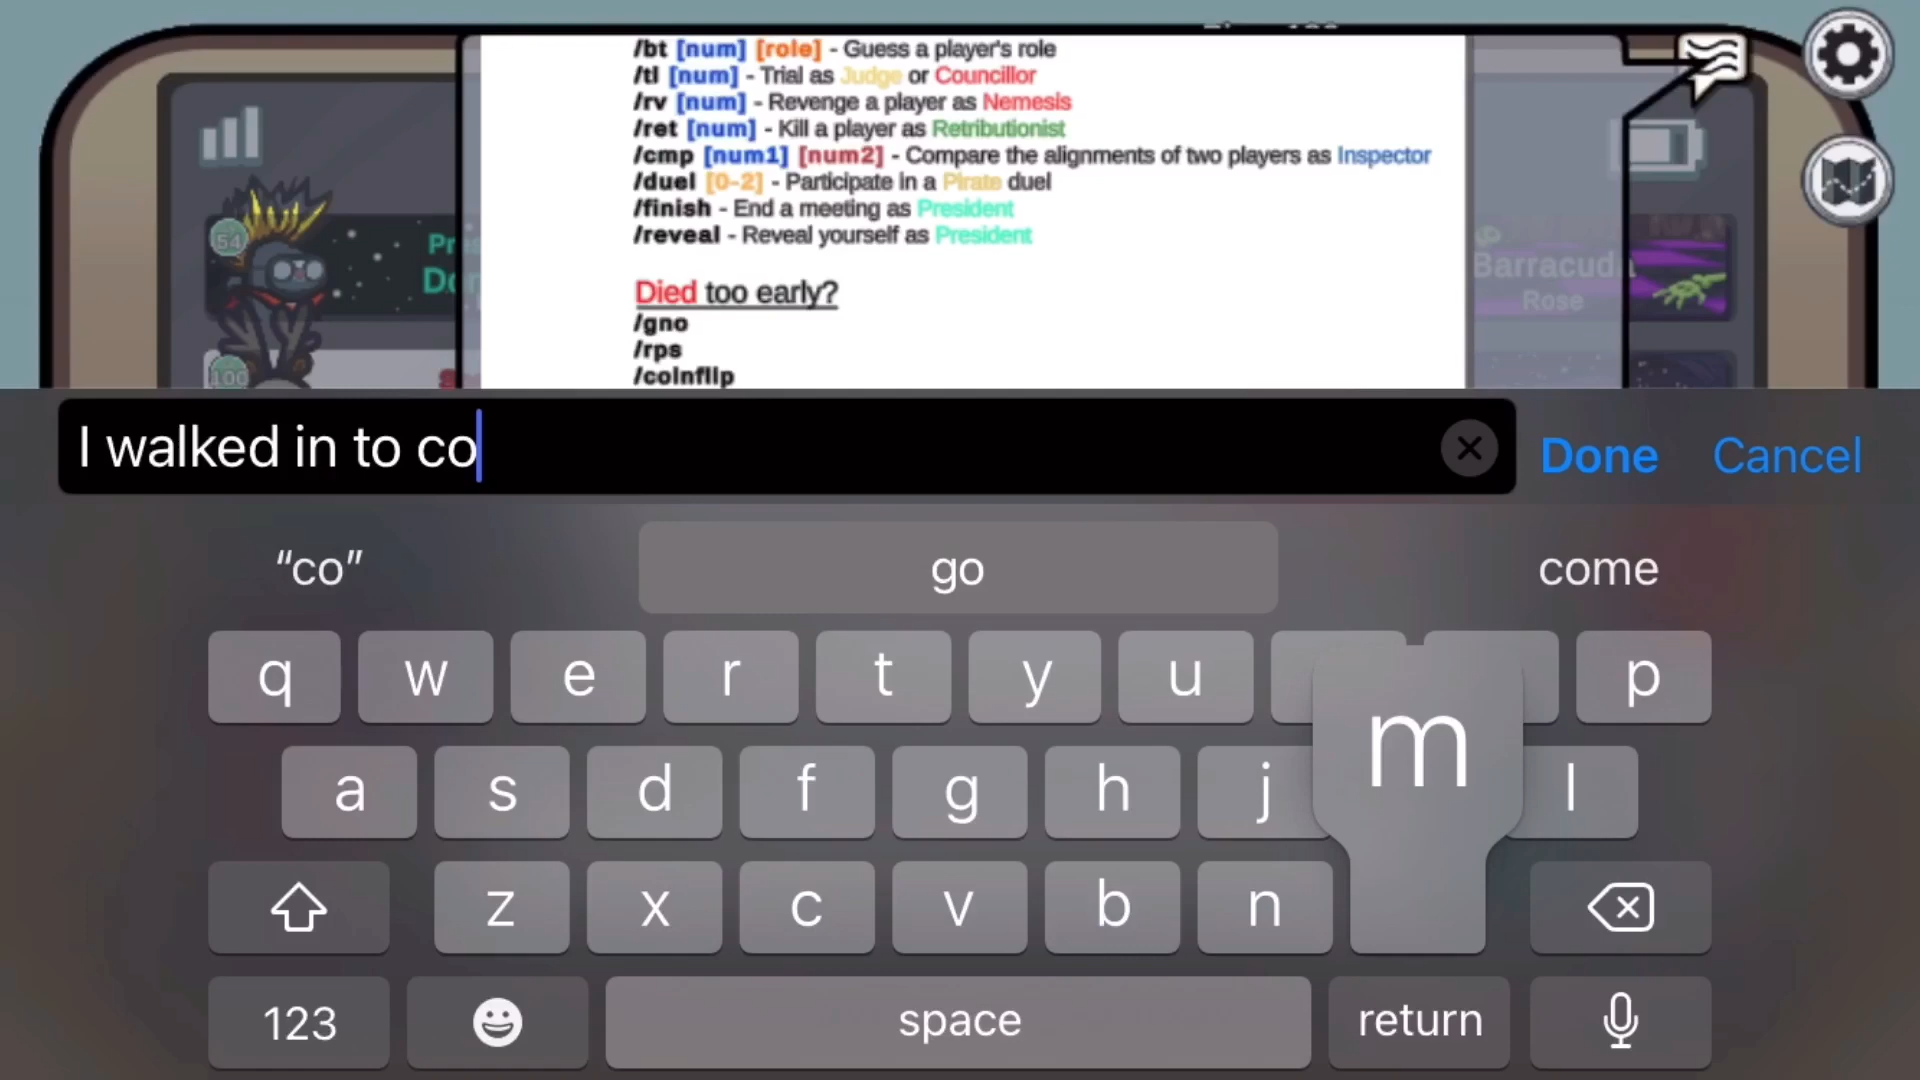 /bt [num] [role] - Guess a player's role
/tl [num] - Trial as Judge or Councillor
/rv [num] - Revenge a player as Nemesis
/ret [num] - Kill a player as Retributionist
/cmp [num1] [num2] - Compare the alignments of two players as Inspector
/duel [0-2] - Participate in a Pirate duel
/finish - End a meeting as President
/reveal - Reveal yourself as President
Died too early?
/gno
/rps
/coinflip
54
100
Barracuda
Rose
I walked in to co
Done
Cancel
“co”
go
come
q w e r t y u p
m
a s d f g h j l
z x c v b n
123
space
return